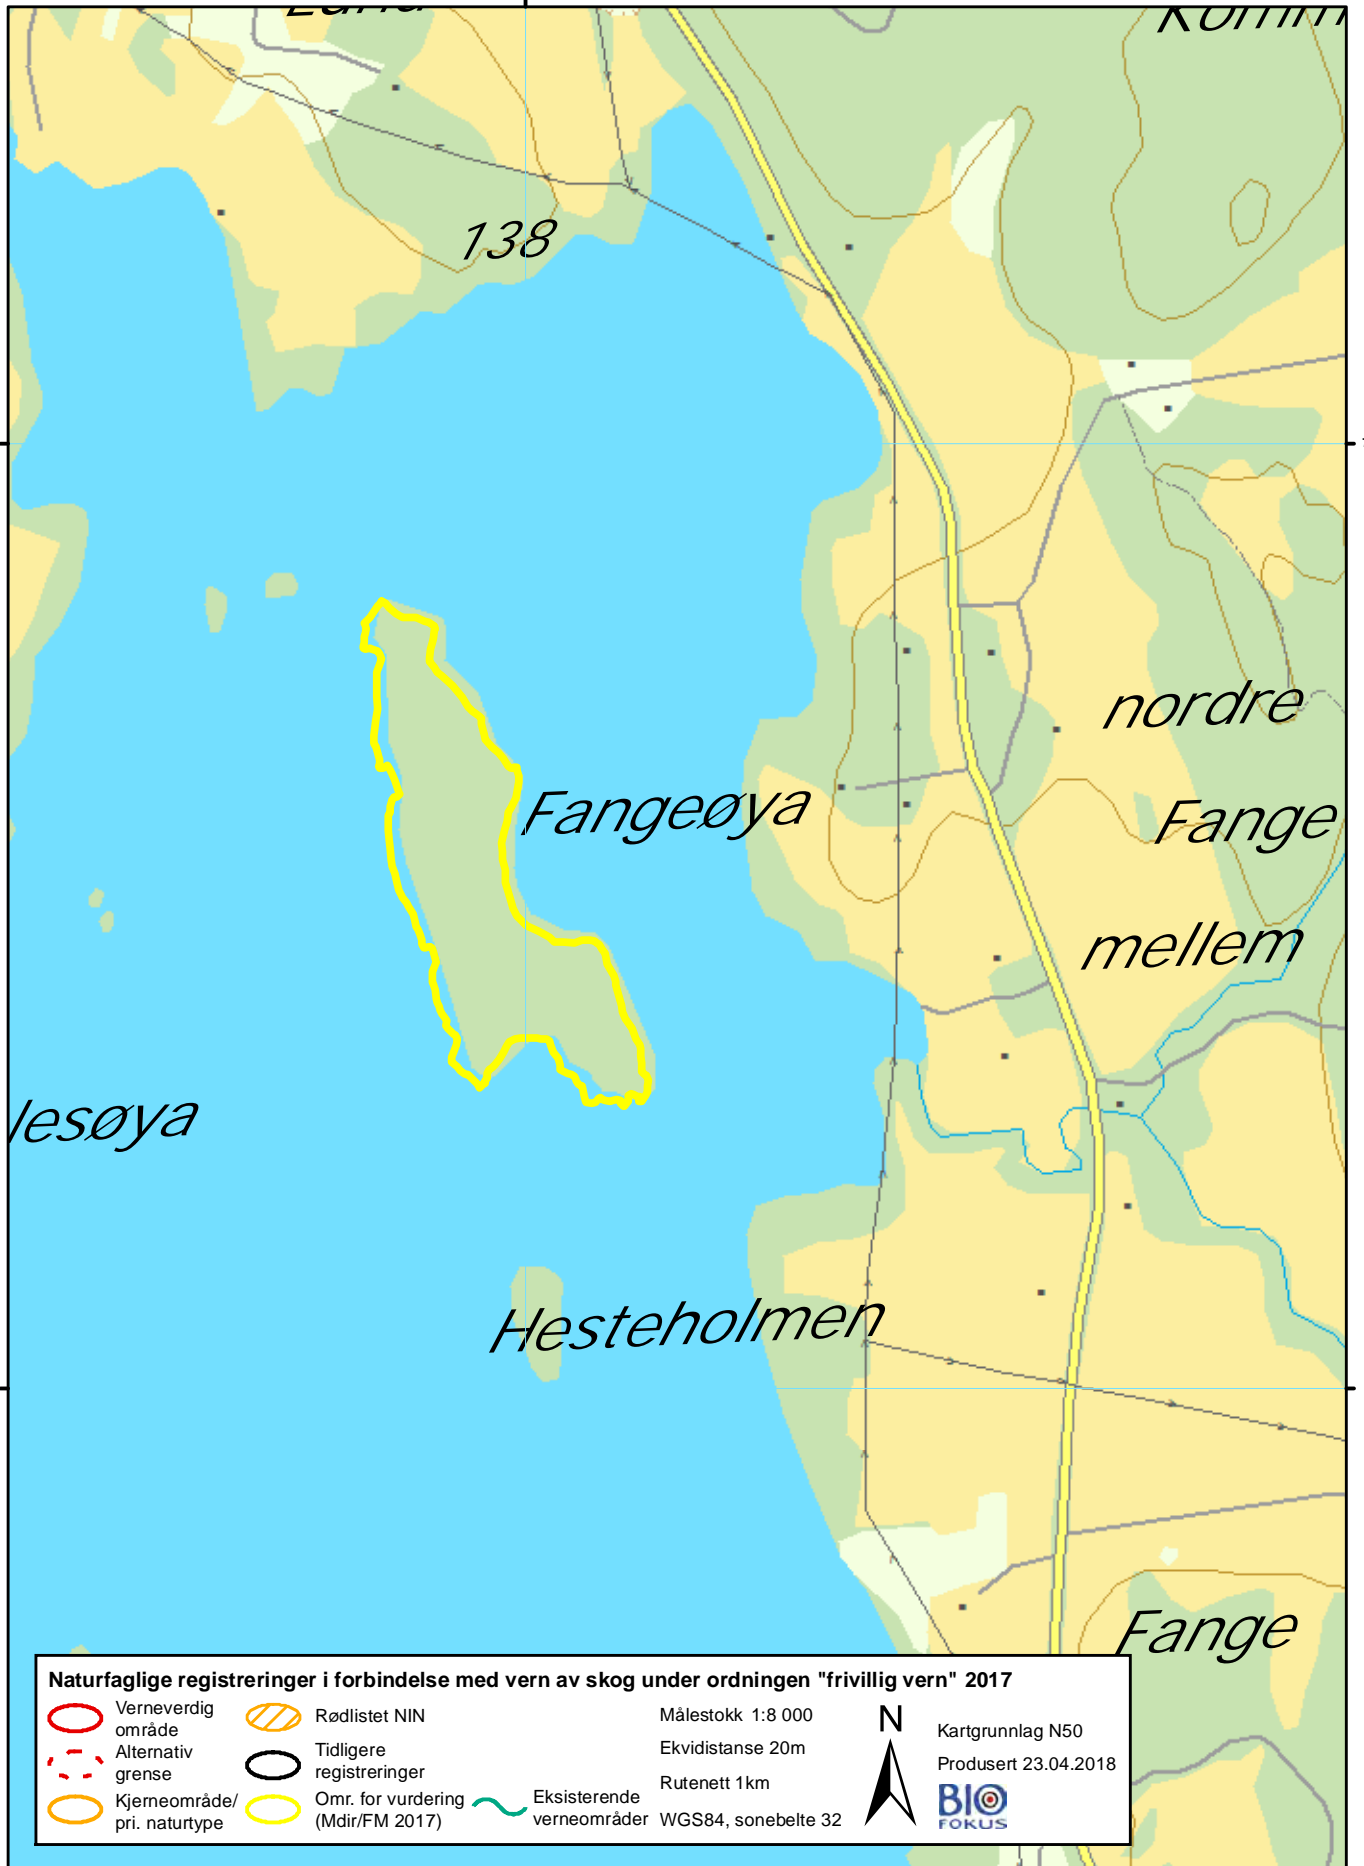 138
nordre
Fangeøya
Fange
mellem
lesøya
Hesteholmen
Fange
Naturfaglige registreringer i forbindelse med vern av skog under ordningen "frivillig vern" 2017
Verneverdig
område
Alternativ
grense
Kjerneområde/
pri. naturtype
Rødlistet NIN
Tidligere
registreringer
Omr. for vurdering
(Mdir/FM 2017)
Eksisterende
verneområder
Målestokk 1:8 000
Ekvidistanse 20m
Rutenett 1km
WGS84, sonebelte 32
N
Kartgrunnlag N50
Produsert 23.04.2018
BIO
FOKUS